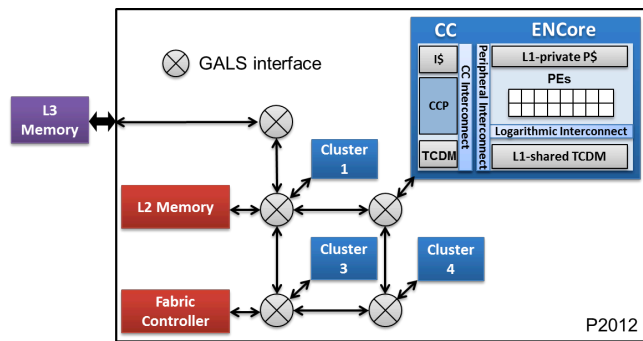 CC
ENCore
GALS interface
I$
CCP
TCDM
CC Interconnect
Peripheral Interconnect
L1-private P$
PEs
Logarithmic Interconnect
L1-shared TCDM
L3
Memory
Cluster
1
L2 Memory
Cluster
3
Cluster
4
Fabric
Controller
P2012